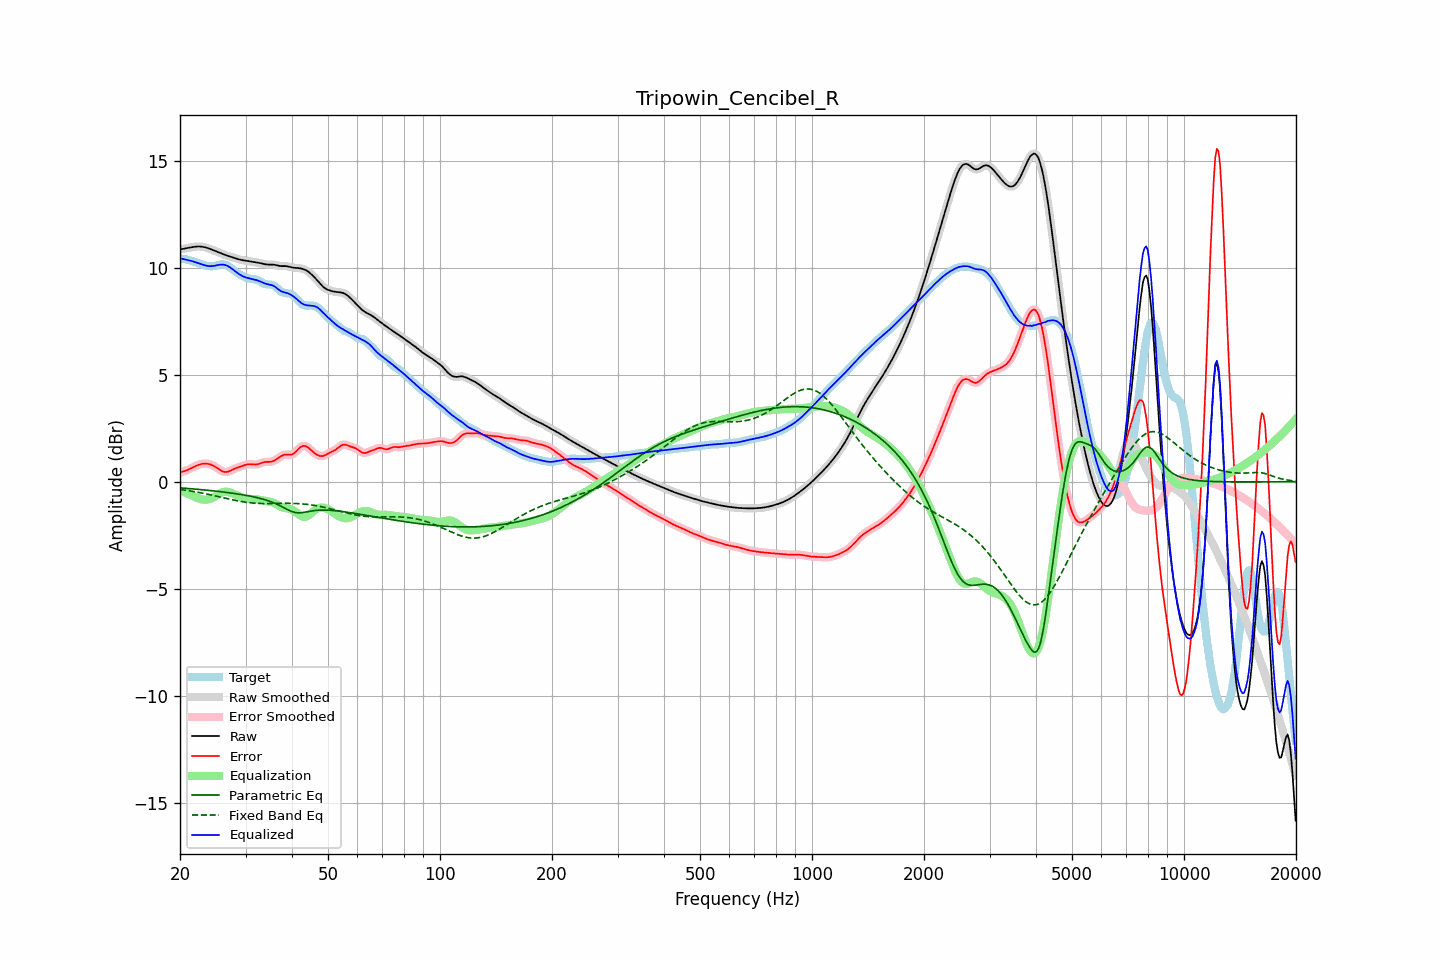 Tripowin_Cencibel_R
Amplitude (dBr)
15
10
5
0
−5
−10
−15
Target
Raw Smoothed
Error Smoothed
Raw
Error
Equalization
Parametric Eq
Fixed Band Eq
Equalized
20 50 100 200 500 1000 2000 5000 10000 20000
Frequency (Hz)